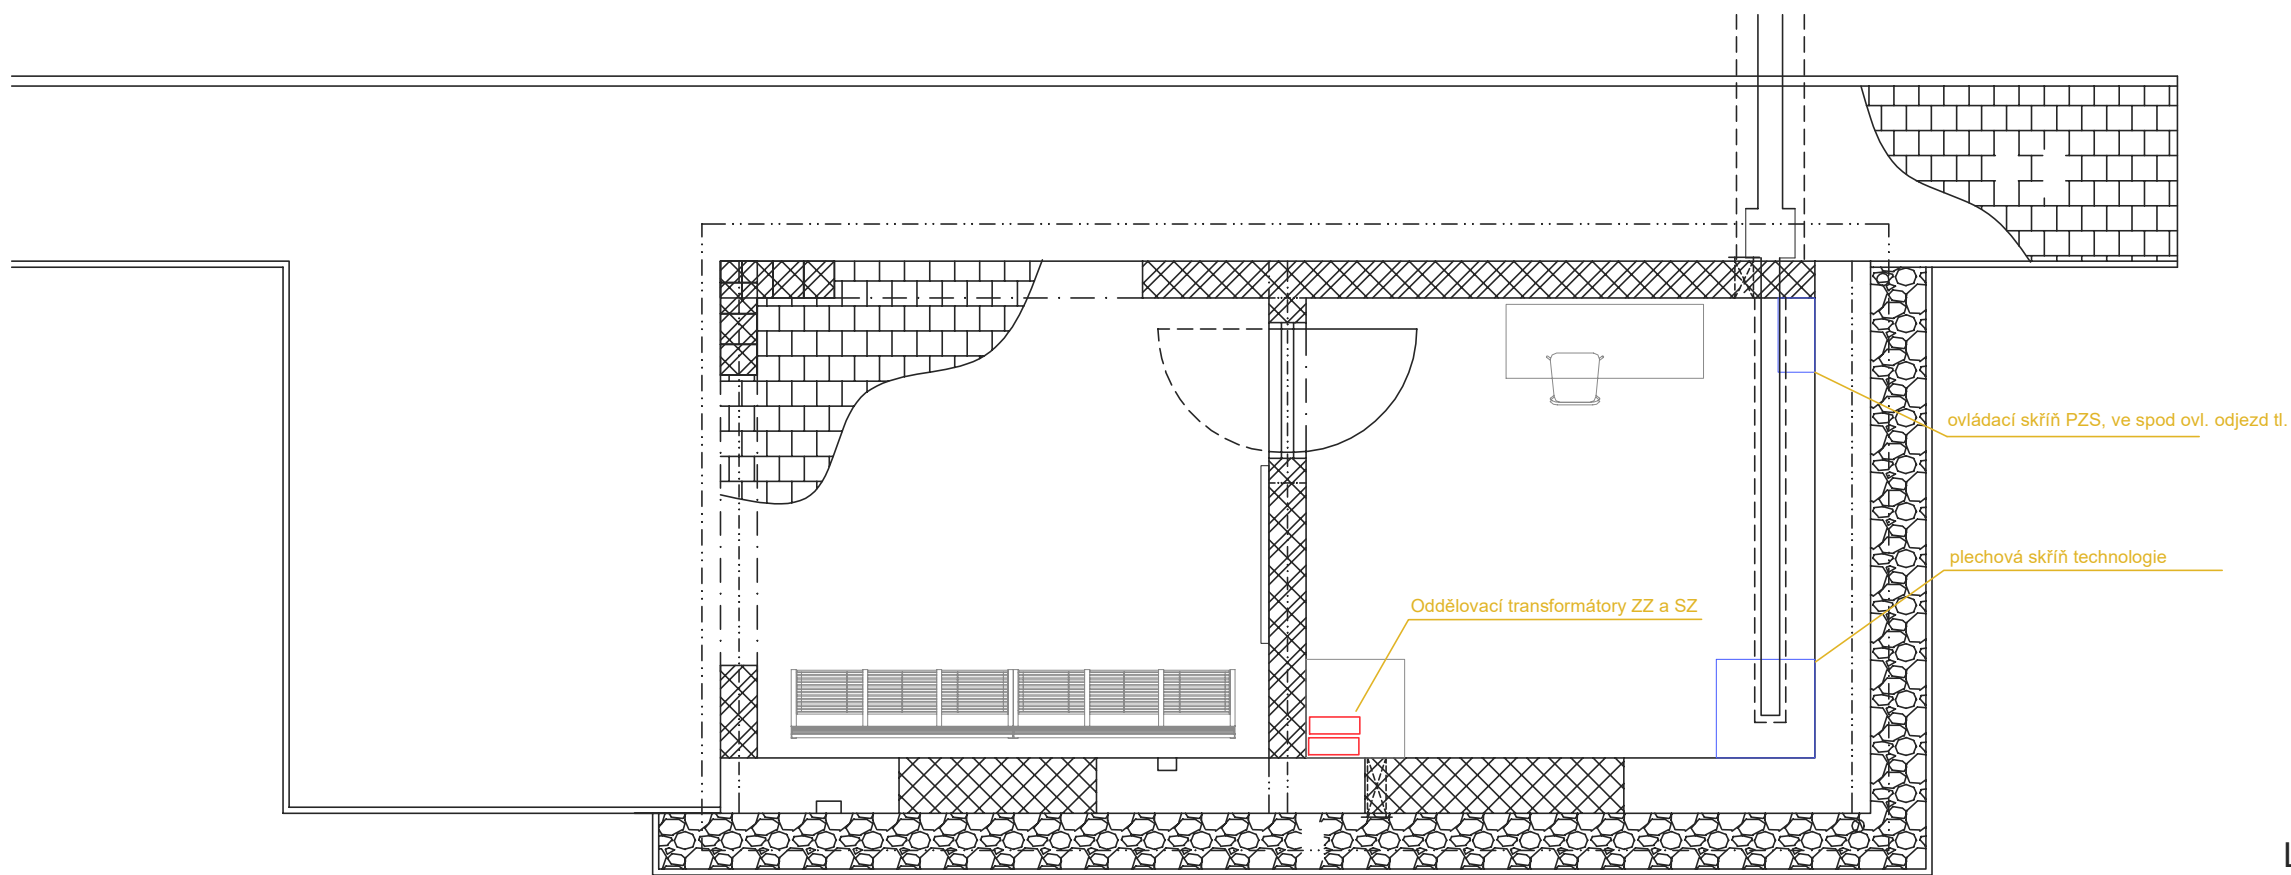 ovládací skříň PZS, ve spod ovl. odjezd tl.
plechová skříň technologie
Oddělovací transformátory ZZ a SZ